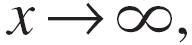 x → ∞,